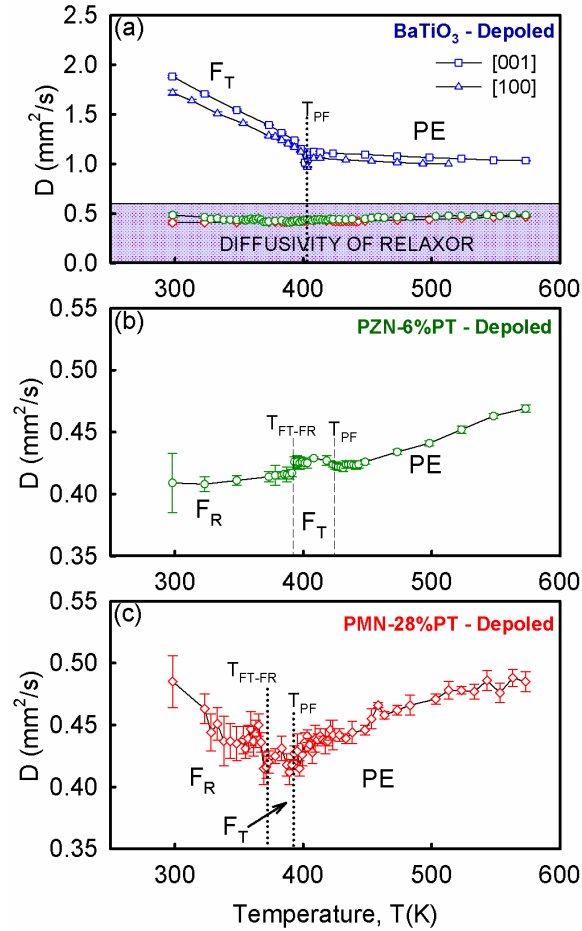 (a)
BaTiO3 - Depoled
[001]
[100]
FT
TPF
PE
DIFFUSIVITY OF RELAXOR
D (mm2/s)
2.5
2.0
1.5
1.0
0.5
0.0
300
400
500
600
(b)
PZN-6%PT - Depoled
TFT-FR
TPF
PE
FR
FT
D (mm2/s)
0.55
0.50
0.45
0.40
0.35
300
400
500
600
(c)
PMN-28%PT - Depoled
TFT-FR
TPF
FR
PE
FT
D (mm2/s)
0.55
0.50
0.45
0.40
0.35
300
400
500
600
Temperature, T(K)